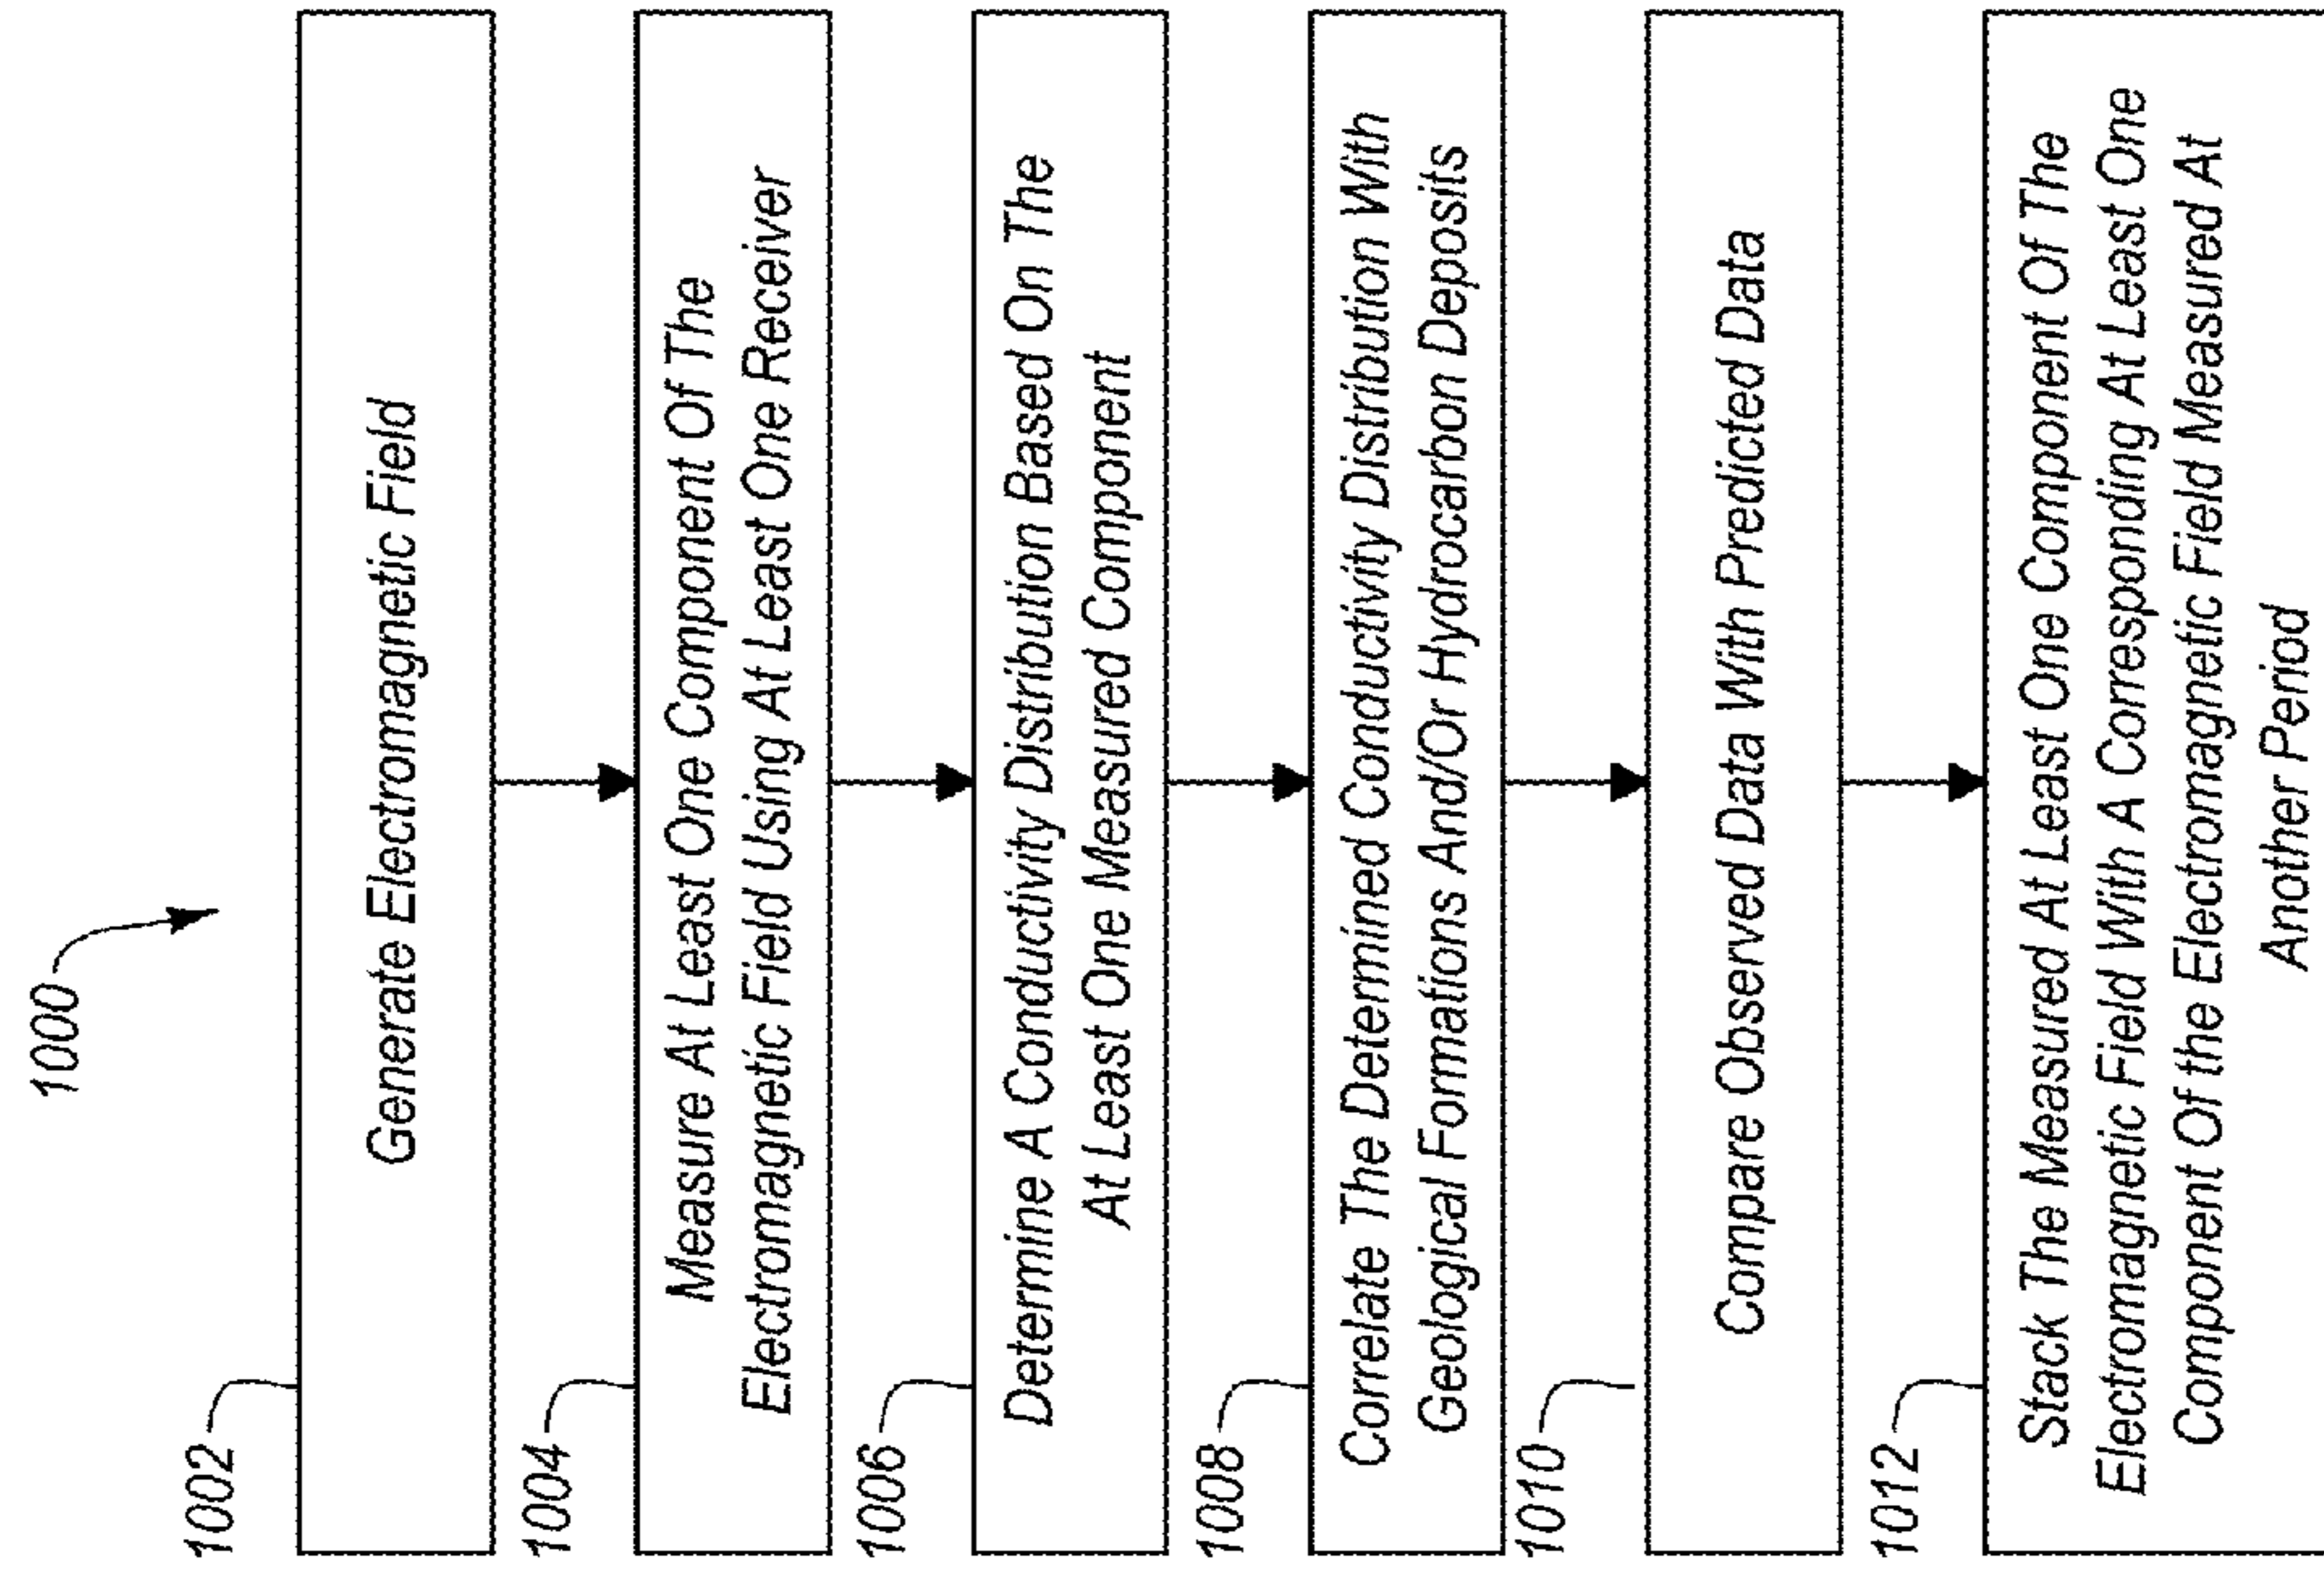 1000
1002
Generate Electromagnetic Field
1004
Measure At Least One Component Of The
Electromagnetic Field Using At Least One Receiver
1006
Determine A Conductivity Distribution Based On The
At Least One Measured Component
1008
Correlate The Determined Conductivity Distribution With
Geological Formations And/Or Hydrocarbon Deposits
1010
Compare Observed Data With Predicted Data
1012
Stack The Measured At Least One Component Of The
Electromagnetic Field With A Corresponding At Least One
Component Of the Electromagnetic Field Measured At
Another Period